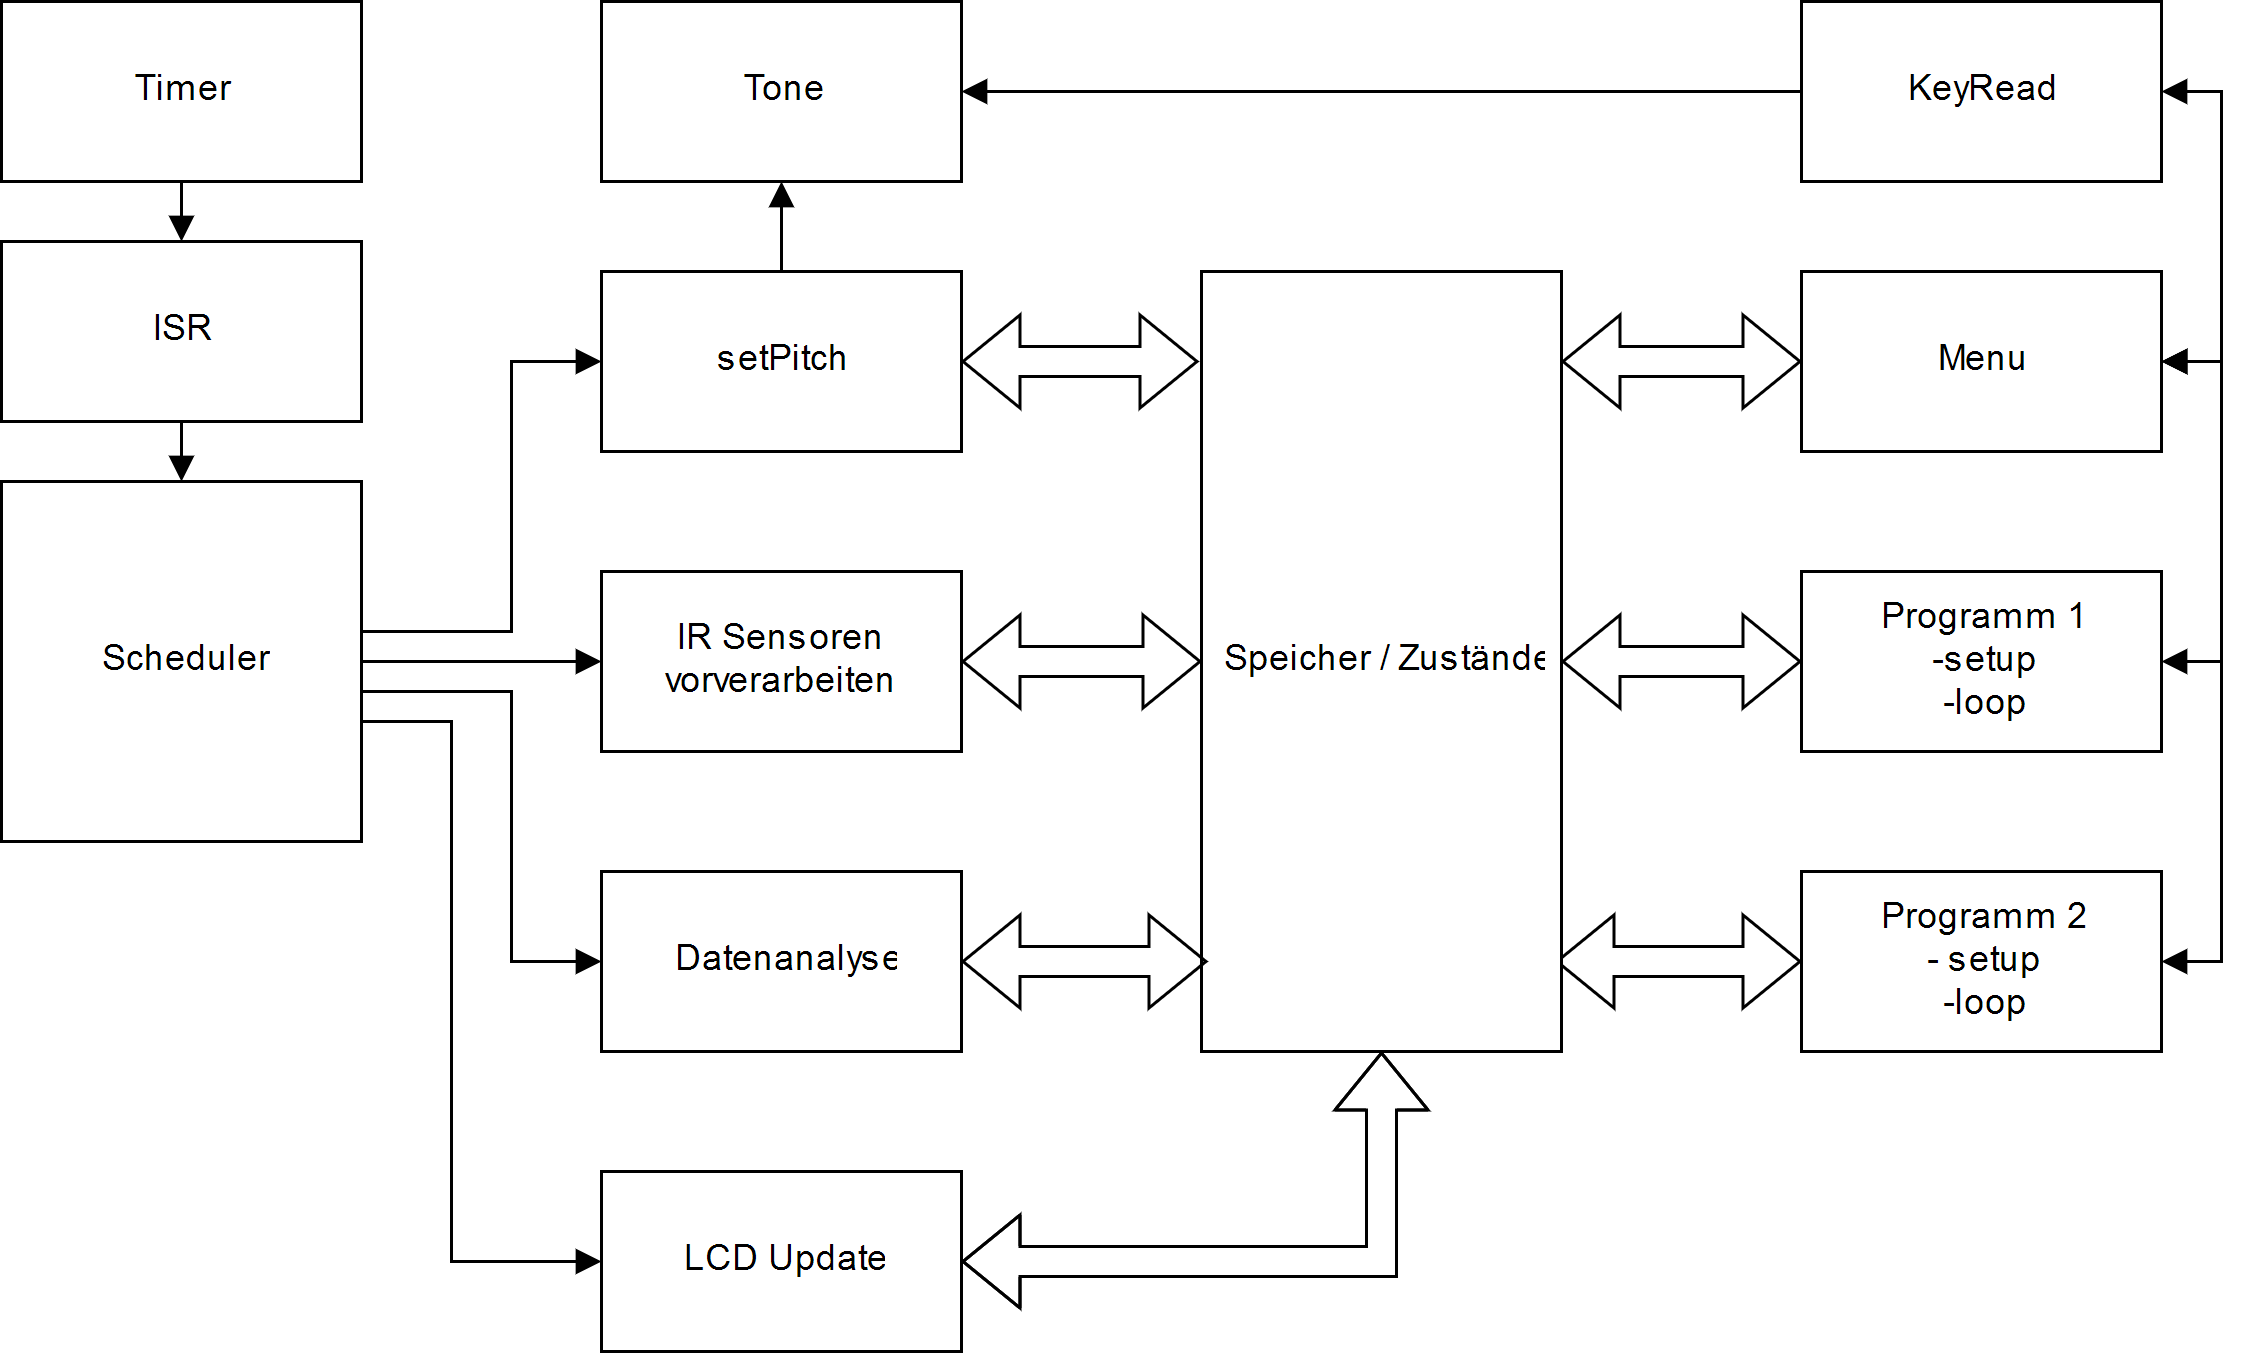 Timer
Tone
KeyRead
ISR
setPitch
Menu
Scheduler
IR Sensoren
vorverarbeiten
Speicher / Zustände
Programm 1
-setup
-loop
Datenanalyse
Programm 2
- setup
-loop
LCD Update